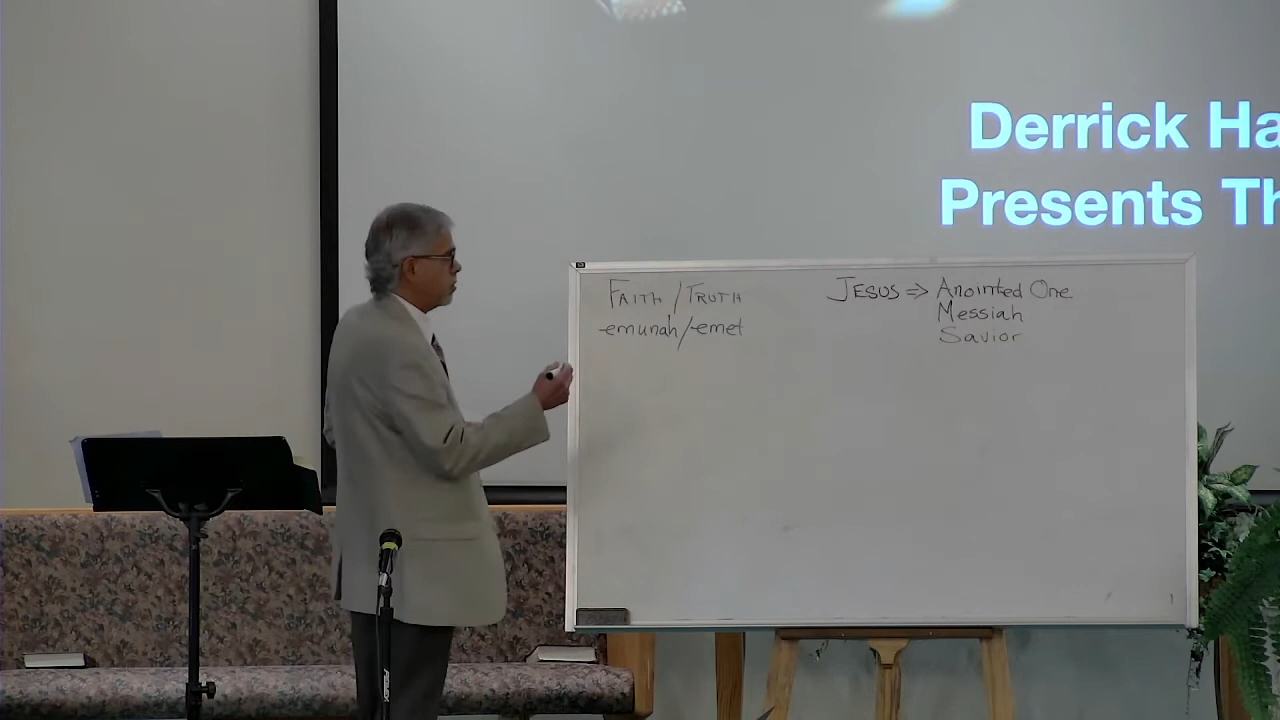 Derrick Ha
Presents Th
FAITH / TRUTH
emunah/emet
JESUS ⇒ Anointed One
Messiah
Savior